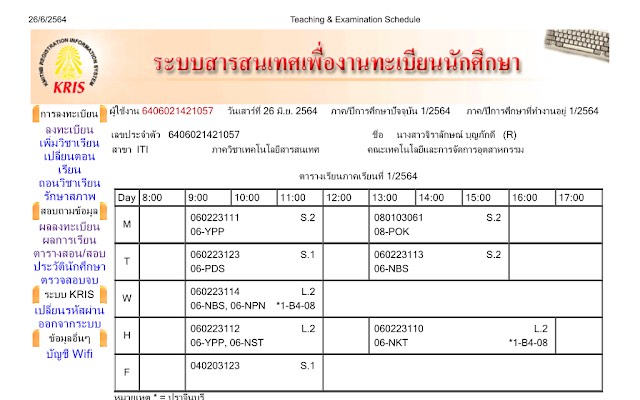 26/6/2564 Teaching & Examination Schedule
KMITNB REGISTRATION INFORMATION SYSTEM
KRIS
ระบบสารสนเทศเพื่องานทะเบียนนักศึกษา
การลงทะเบียน
ลงทะเบียน
เพิ่มวิชาเรียน
เปลี่ยนตอน
เรียน
ถอนวิชาเรียน
รักษาสภาพ
สอบถามข้อมูล
ผลลงทะเบียน
ผลการเรียน
ตารางสอน/สอบ
ประวัตินักศึกษา
ตรวจสอบจบ
ระบบ KRIS
เปลี่ยนรหัสผ่าน
ออกจากระบบ
ข้อมูลอื่นๆ
บัญชี Wifi
ผู้ใช้งาน 6406021421057 วันเสาร์ที่ 26 มิ.ย. 2564 ภาค/ปีการศึกษาปัจจุบัน 1/2564 ภาค/ปีการศึกษาที่ทำงานอยู่ 1/2564
เลขประจำตัว 6406021421057 ชื่อ นางสาวจิราลักษณ์ บุญภักดี (R)
สาขา ITI ภาควิชาเทคโนโลยีสารสนเทศ คณะเทคโนโลยีและการจัดการอุตสาหกรรม
ตารางเรียนภาคเรียนที่ 1/2564
Day 8:00 9:00 10:00 11:00 12:00 13:00 14:00 15:00 16:00 17:00
M 060223111 S.2 080103061 S.2
06-YPP 08-POK
T 060223123 S.1 060223113 S.2
06-PDS 06-NBS
W 060223114 L.2
06-NBS, 06-NPN *1-B4-08
H 060223112 L.2 060223110 L.2
06-YPP, 06-NST 06-NKT *1-B4-08
F 040203123 S.1
หมายเหตุ * = ปราจีนบุรี